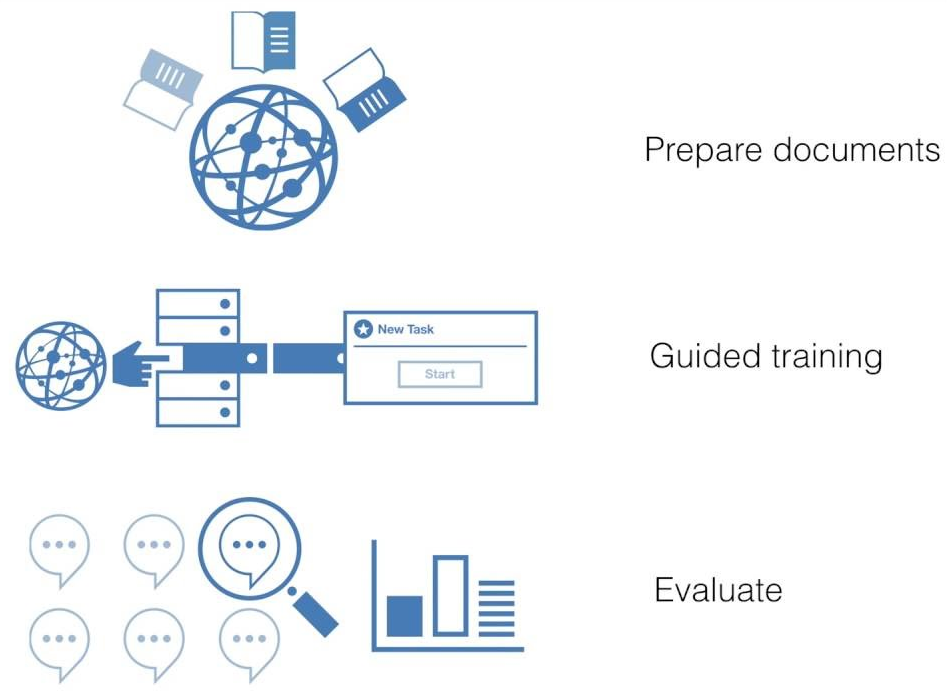 Prepare documents
New Task
Start
Guided training
Evaluate